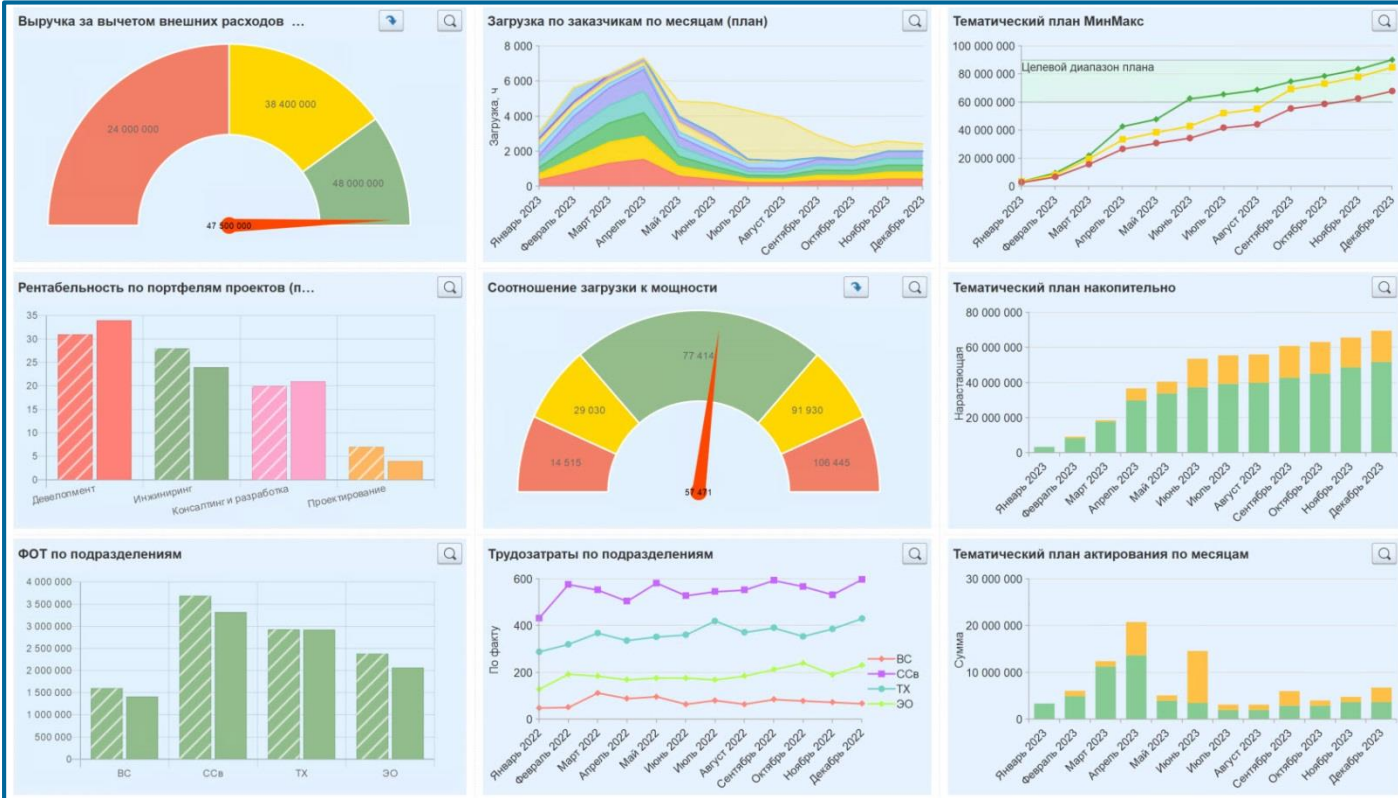 Выручка за вычетом внешних расходов ...
24 000 000
38 400 000
48 000 000
47 500 000
Загрузка по заказчикам по месяцам (план)
Загрузка, ч
8 000
6 000
4 000
2 000
0
Январь 2023
Февраль 2023
Март 2023
Апрель 2023
Май 2023
Июнь 2023
Июль 2023
Август 2023
Сентябрь 2023
Октябрь 2023
Ноябрь 2023
Декабрь 2023
Тематический план МинМакс
100 000 000
80 000 000
60 000 000
40 000 000
20 000 000
0
Целевой диапазон плана
Январь 2023
Февраль 2023
Март 2023
Апрель 2023
Май 2023
Июнь 2023
Июль 2023
Август 2023
Сентябрь 2023
Октябрь 2023
Ноябрь 2023
Декабрь 2023
Рентабельность по портфелям проектов (п...
35
30
25
20
15
10
5
0
Девелопмент
Инжиниринг
Консалтинг и разработка
Проектирование
Соотношение загрузки к мощности
14 515
29 030
77 414
91 930
106 445
57 471
Тематический план накопительно
Нарастающая
80 000 000
60 000 000
40 000 000
20 000 000
0
Январь 2023
Февраль 2023
Март 2023
Апрель 2023
Май 2023
Июнь 2023
Июль 2023
Август 2023
Сентябрь 2023
Октябрь 2023
Ноябрь 2023
Декабрь 2023
ФОТ по подразделениям
4 000 000
3 500 000
3 000 000
2 500 000
2 000 000
1 500 000
1 000 000
500 000
0
ВС
ССв
ТХ
ЭО
Трудозатраты по подразделениям
По факту
600
400
200
0
ВС
ССв
ТХ
ЭО
Январь 2022
Февраль 2022
Март 2022
Апрель 2022
Май 2022
Июнь 2022
Июль 2022
Август 2022
Сентябрь 2022
Октябрь 2022
Ноябрь 2022
Декабрь 2022
Тематический план актирования по месяцам
Сумма
30 000 000
20 000 000
10 000 000
0
Январь 2023
Февраль 2023
Март 2023
Апрель 2023
Май 2023
Июнь 2023
Июль 2023
Август 2023
Сентябрь 2023
Октябрь 2023
Ноябрь 2023
Декабрь 2023